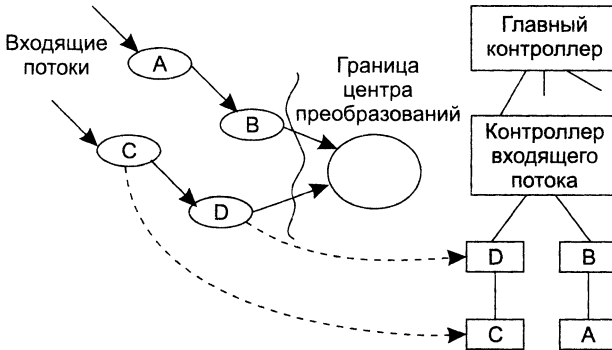 Входящие
потоки
A
B
C
D
Граница
центра
преобразований
Главный
контроллер
Контроллер
входящего
потока
D
B
C
A